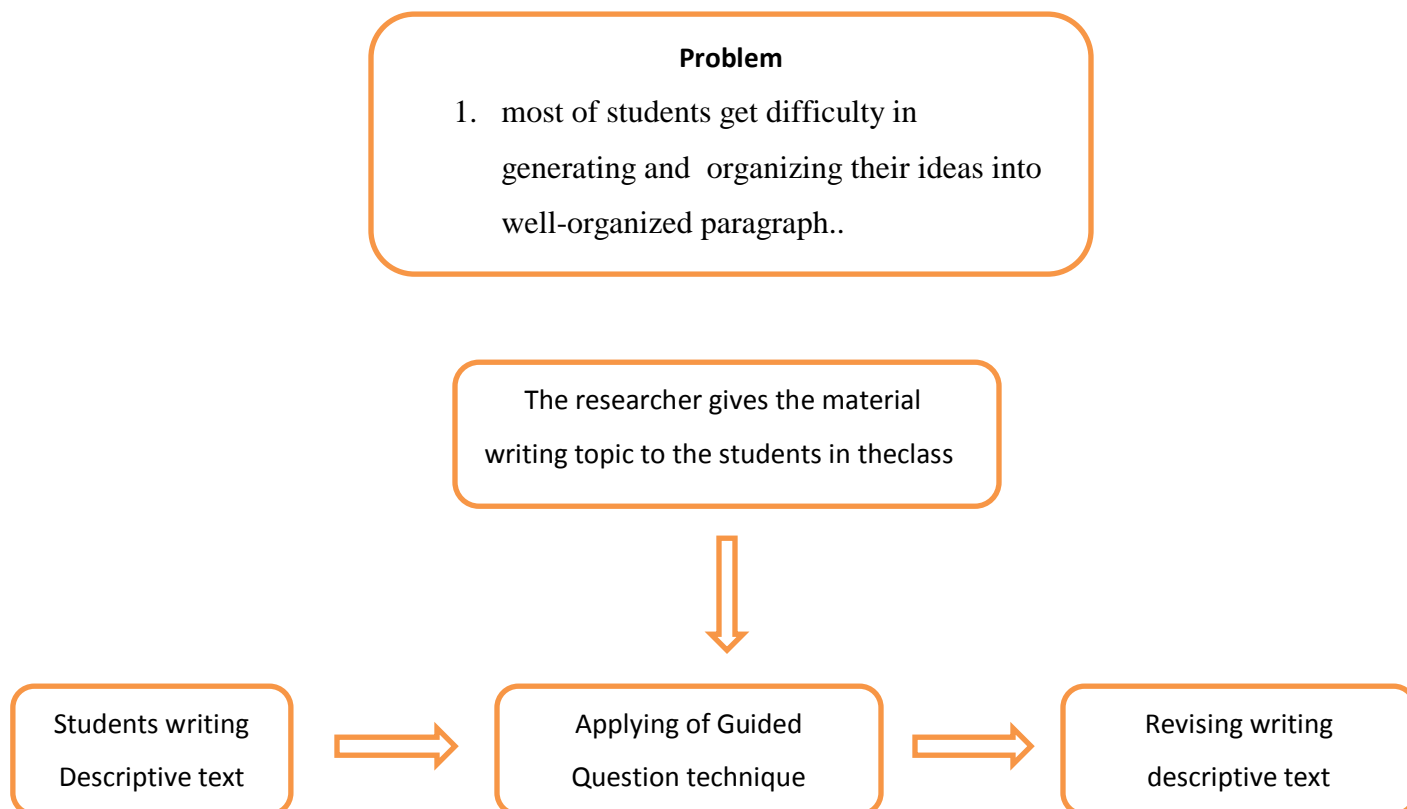 Problem
1. most of students get difficulty in
generating and organizing their ideas into
well-organized paragraph..
The researcher gives the material
writing topic to the students in theclass
Students writing
Descriptive text
Applying of Guided
Question technique
Revising writing
descriptive text